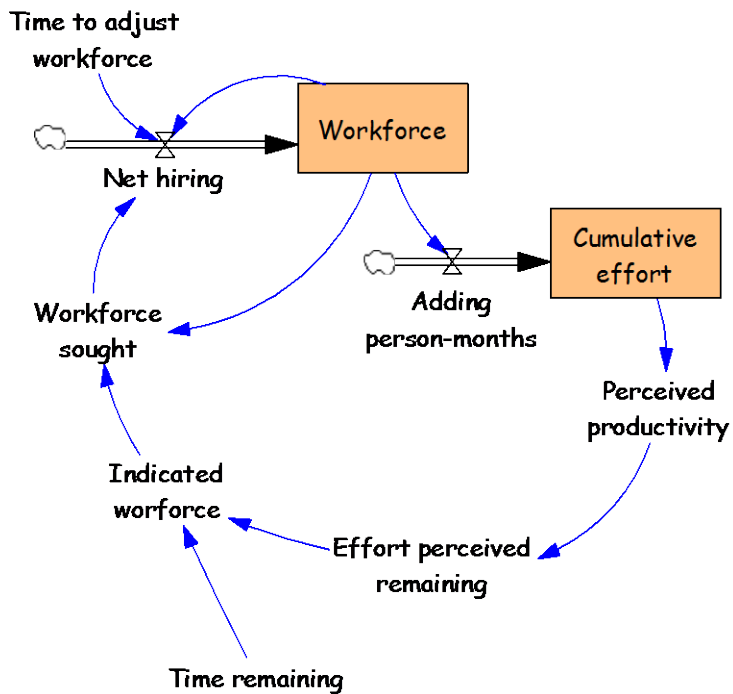 Time to adjust
workforce
Workforce
Net hiring
Cumulative
effort
Adding
person-months
Workforce
sought
Perceived
productivity
Indicated
worforce
Effort perceived
remaining
Time remaining